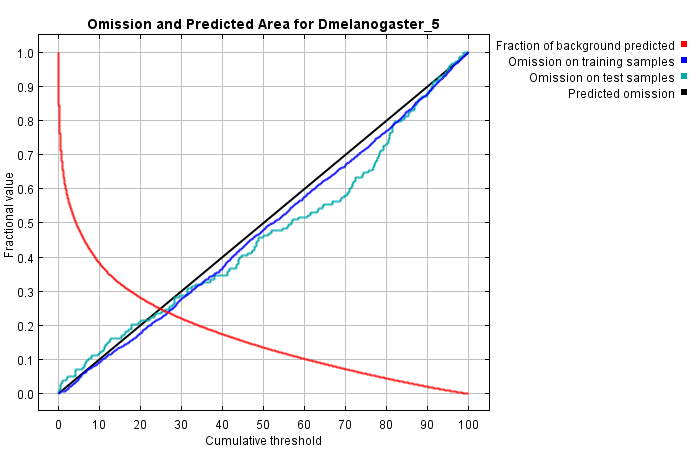 Omission and Predicted Area for Dmelanogaster_5
Fraction of background predicted
Omission on training samples
Omission on test samples
Predicted omission
Fractional value
1.0
0.9
0.8
0.7
0.6
0.5
0.4
0.3
0.2
0.1
0.0
0 10 20 30 40 50 60 70 80 90 100
Cumulative threshold